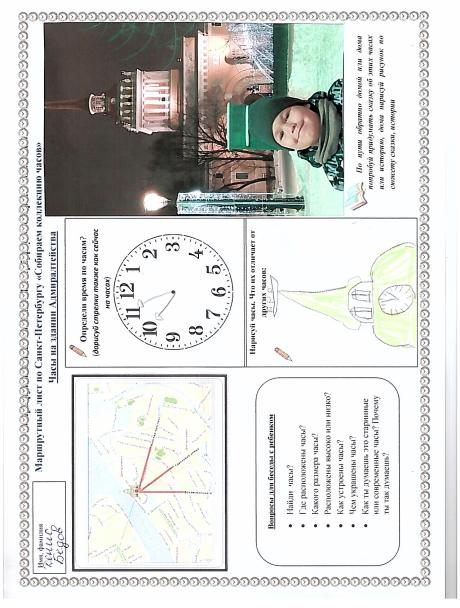 Имя, фамилия
Маршрутный лист по Санкт-Петербургу «Собираем коллекцию часов»
Часы на здании Адмиралтейства
Определи время по часам?
(дорисуй стрелки также как сейчас
на часах)
12
1
2
3
4
5
6
7
8
9
10
11
По пути обратно домой или дома
попробуй придумать сказку об этих часах
или историю, дома нарисуй рисунок по
сюжету сказки, истории
Вопросы для беседы с ребенком
Найди часы?
Где расположены часы?
Какого размера часы?
Расположены высоко или низко?
Как устроены часы?
Чем украшены часы?
Как ты думаешь это старинные
или современные часы? Почему
ты так думаешь?
Нарисуй часы. Что их отличает от
других часов: